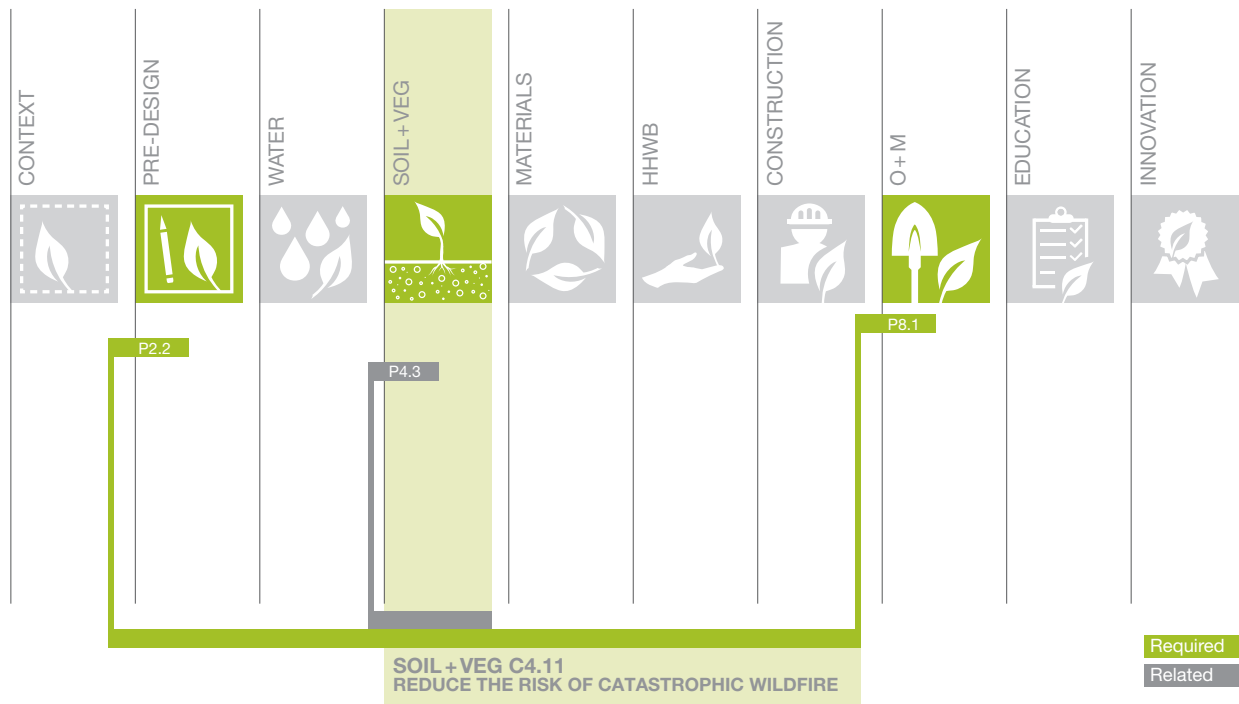 CONTEXT
PRE-DESIGN
WATER
SOIL + VEG
MATERIALS
HHWB
CONSTRUCTION
O + M
EDUCATION
INNOVATION
P8.1
P2.2
P4.3
SOIL + VEG C4.11
REDUCE THE RISK OF CATASTROPHIC WILDFIRE
Required
Related